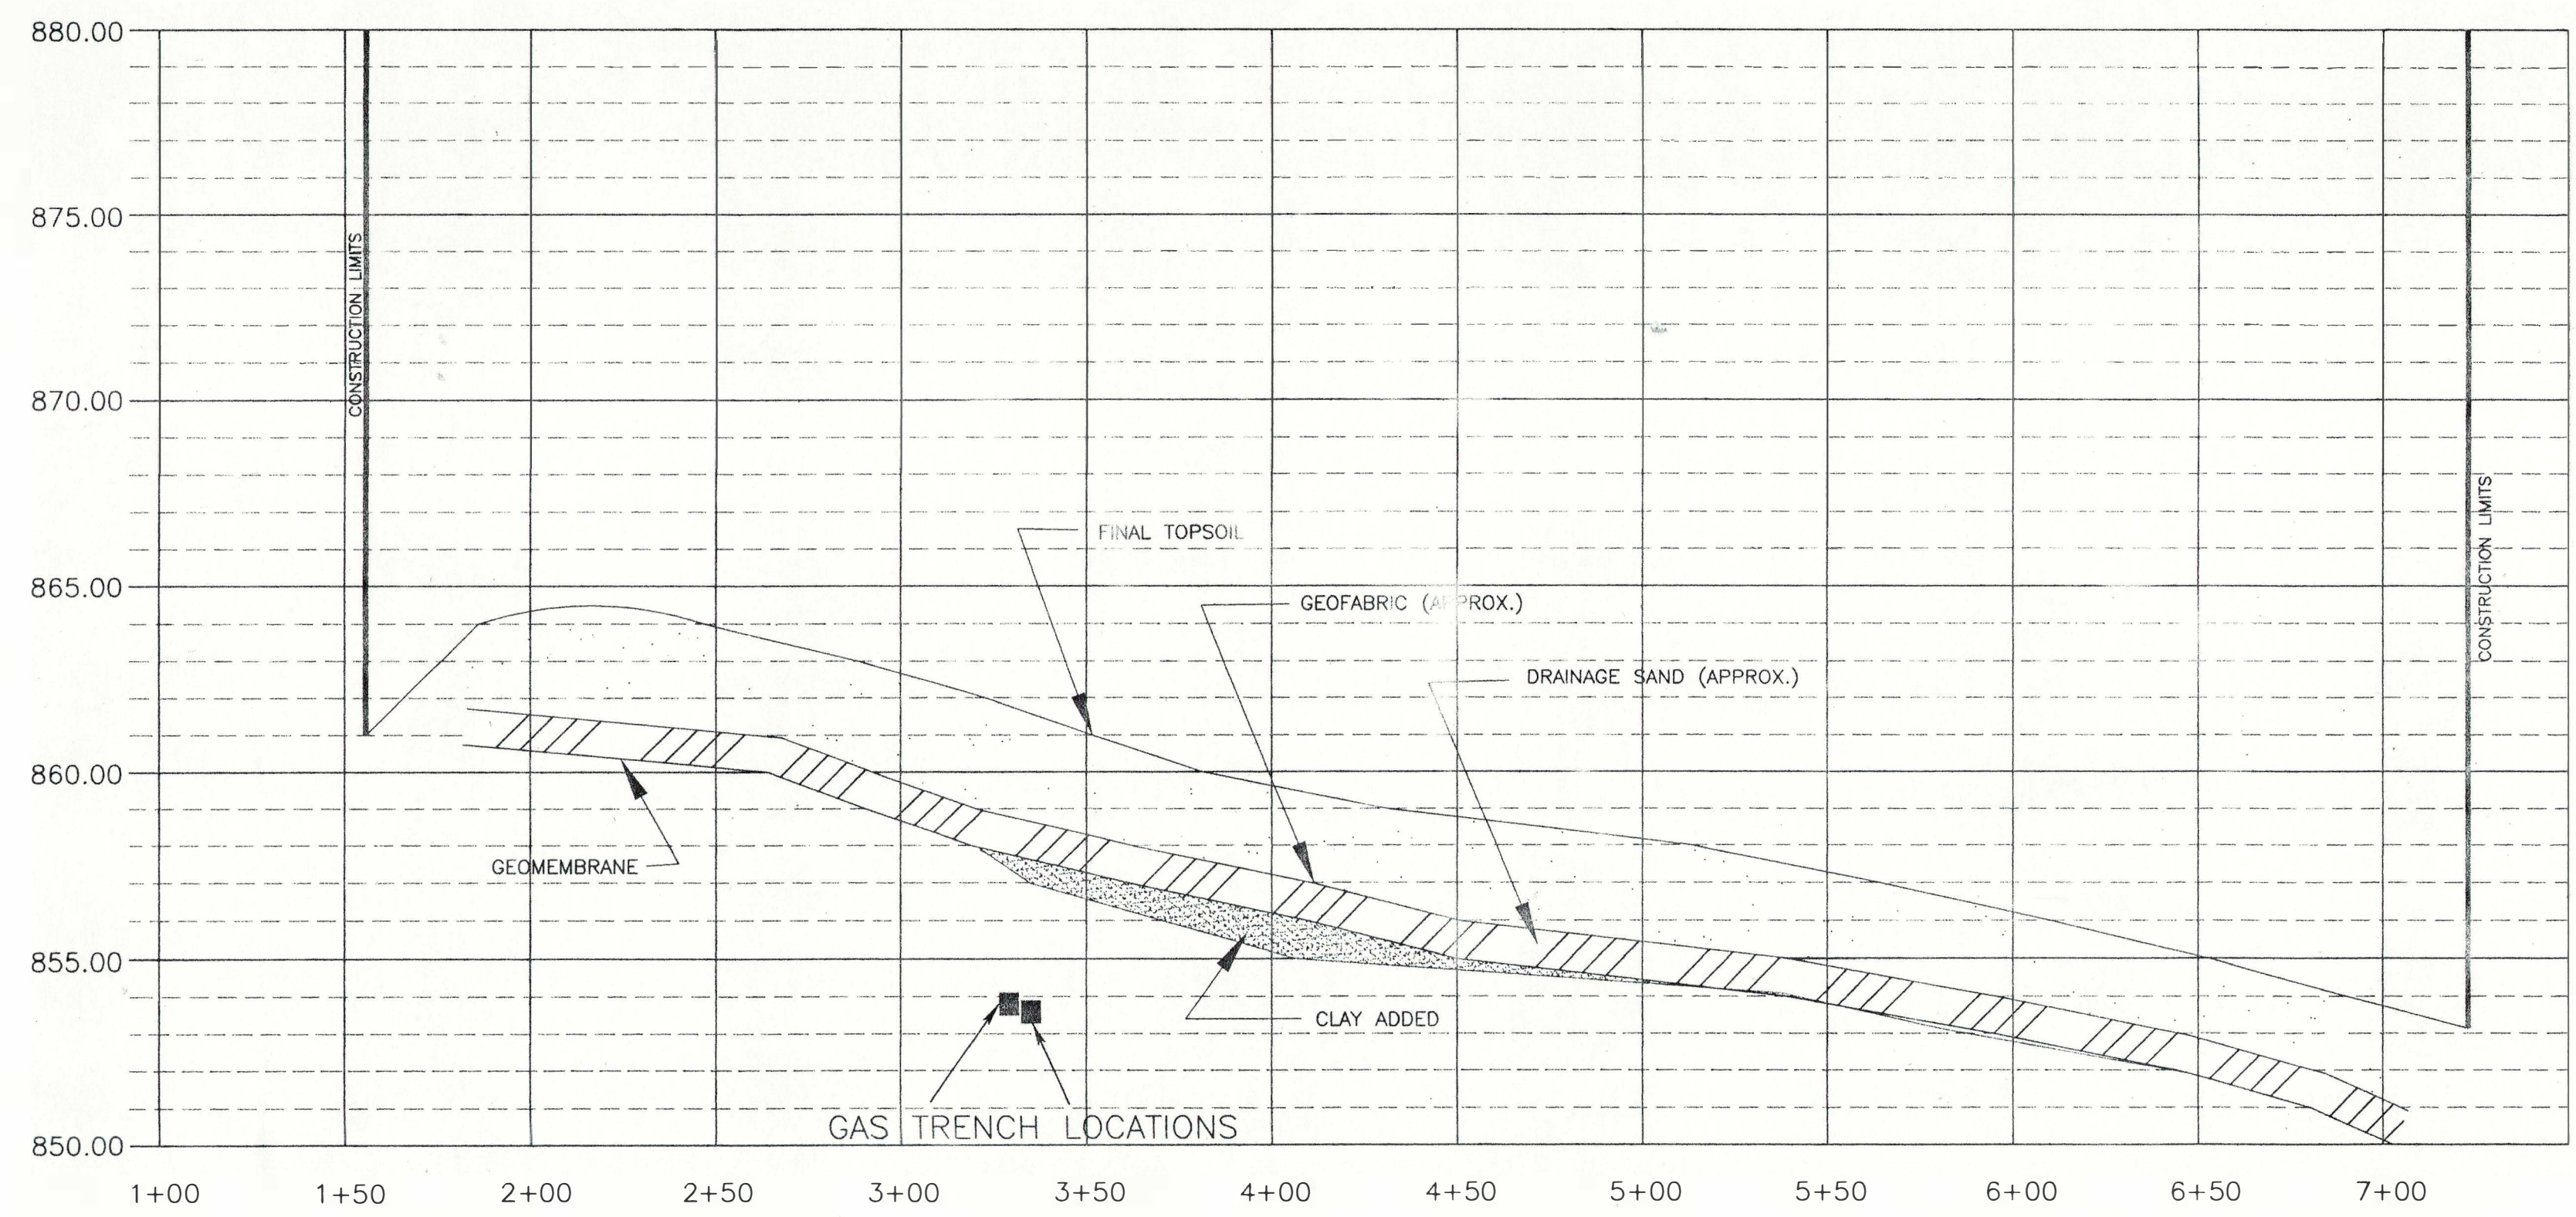 880.00
875.00
CONSTRUCTION LIMITS
870.00
CONSTRUCTION LIMITS
FINAL TOPSOIL
865.00
GEOFABRIC (APPROX.)
DRAINAGE SAND (APPROX.)
860.00
GEOMEMBRANE
855.00
CLAY ADDED
GAS TRENCH LOCATIONS
850.00
1+00 1+50 2+00 2+50 3+00 3+50 4+00 4+50 5+00 5+50 6+00 6+50 7+00